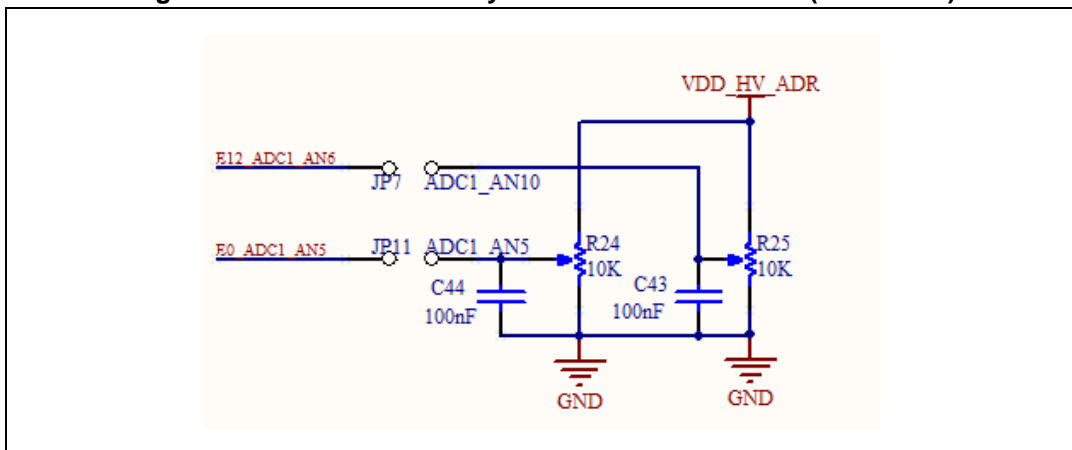 VDD_HV_ADR
E12_ADC1_AN6
JP7
ADC1_AN10
E0_ADC1_AN5
JP11
ADC1_AN5
R24
10K
R25
10K
C44
100nF
C43
100nF
GND
GND